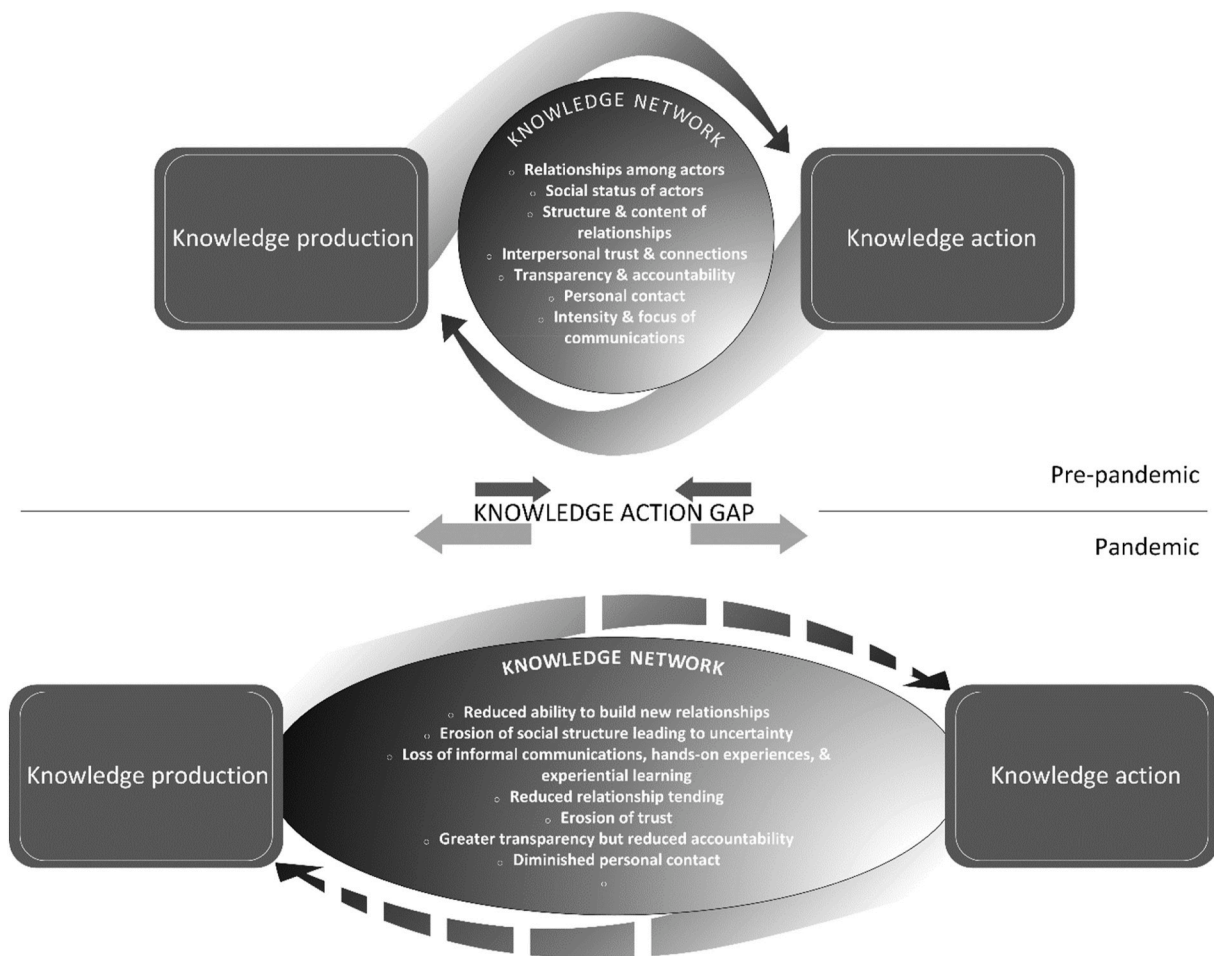 KNOWLEDGE NETWORK
○ Relationships among actors
○ Social status of actors
○ Structure & content of
relationships
○ Interpersonal trust & connections
○ Transparency & accountability
○ Personal contact
○ Intensity & focus of
communications
Knowledge production
Knowledge action
Pre-pandemic
KNOWLEDGE ACTION GAP
Pandemic
KNOWLEDGE NETWORK
○ Reduced ability to build new relationships
○ Erosion of social structure leading to uncertainty
○ Loss of informal communications, hands-on experiences, &
experiential learning
○ Reduced relationship tending
○ Erosion of trust
○ Greater transparency but reduced accountability
○ Diminished personal contact
○
Knowledge production
Knowledge action